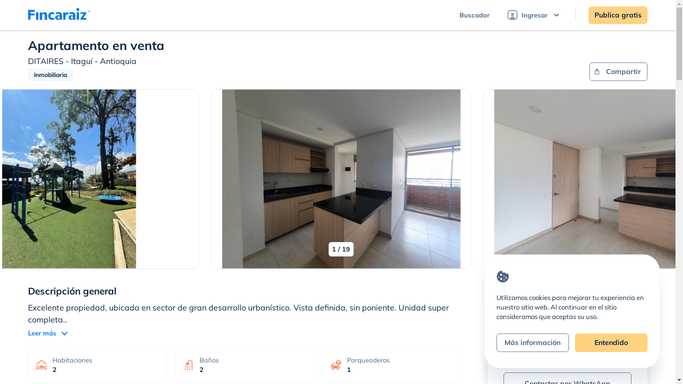 Fincaraiz
Buscador
Ingresar
Publica gratis
Apartamento en venta
DITAIRES - Itaguí - Antioquia
Inmobiliaria
Compartir
1 / 19
Descripción general
Excelente propiedad, ubicada en sector de gran desarrollo urbanístico. Vista definida, sin poniente. Unidad super
completa..
Leer más
Habitaciones
2
Baños
2
Parqueaderos
1
Utilizamos cookies para mejorar tu experiencia en
nuestro sitio web. Al continuar en el sitio
consideramos que aceptas su uso.
Más información
Entendido
Contactar por WhatsApp